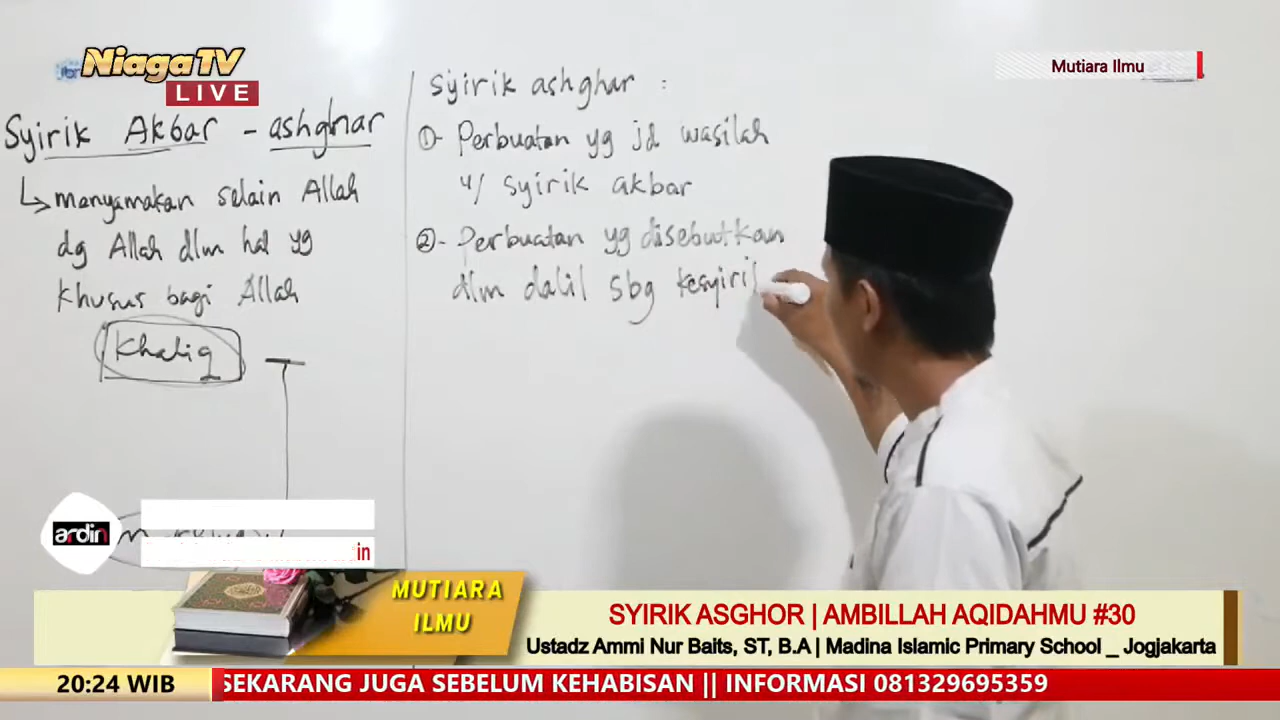 NiagaTV
LIVE
Mutiara Ilmu
Syirik Akbar - ashghar
menyamakan selain Allah
dg Allah dlm hal yg
khusus bagi Allah
Khaliq
Syirik ashghar :
1- Perbuatan yg jd wasilah
u/ syirik akbar
2- Perbuatan yg disebutkan
dlm dalil sbg kesyirik
ardin
in
MUTIARA
ILMU
SYIRIK ASGHOR | AMBILLAH AQIDAHMU #30
Ustadz Ammi Nur Baits, ST, B.A | Madina Islamic Primary School _ Jogjakarta
20:24 WIB
SEKARANG JUGA SEBELUM KEHABISAN || INFORMASI 081329695359